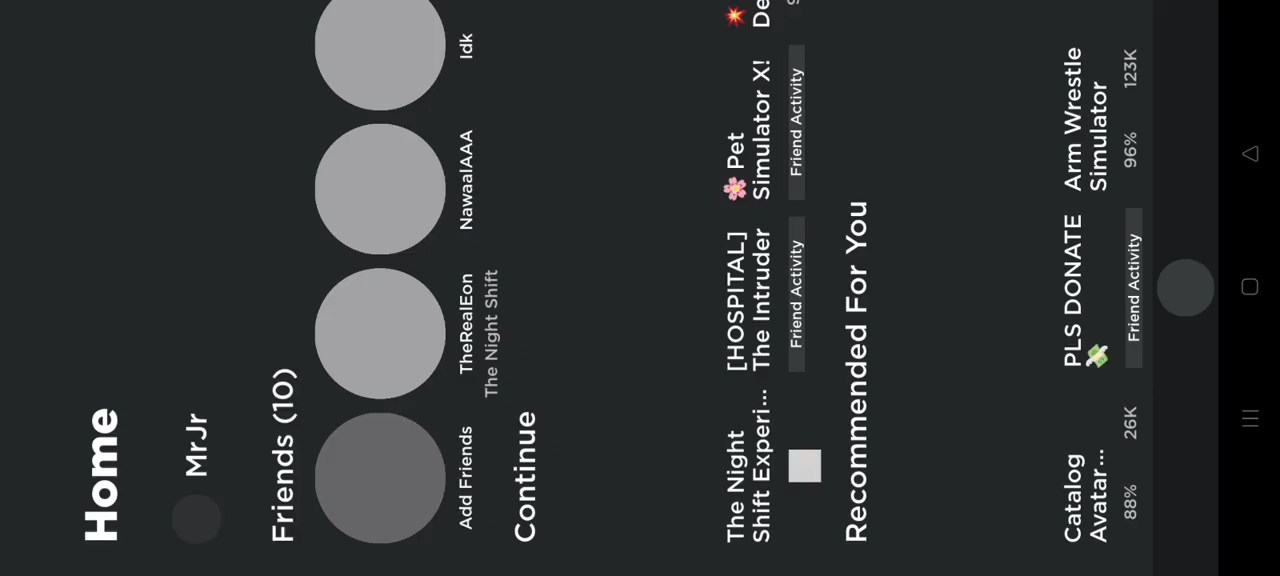 Home
MrJr
Friends (10)
Add Friends
TheRealEon
The Night Shift
NawaalAAA
Idk
Continue
The Night
Shift Experi...
[HOSPITAL]
The Intruder
Friend Activity
🌸 Pet
Simulator X!
Friend Activity
💥
De
Recommended For You
Catalog
Avatar...
88% 26K
PLS DONATE
💸
Friend Activity
Arm Wrestle
Simulator
96% 123K